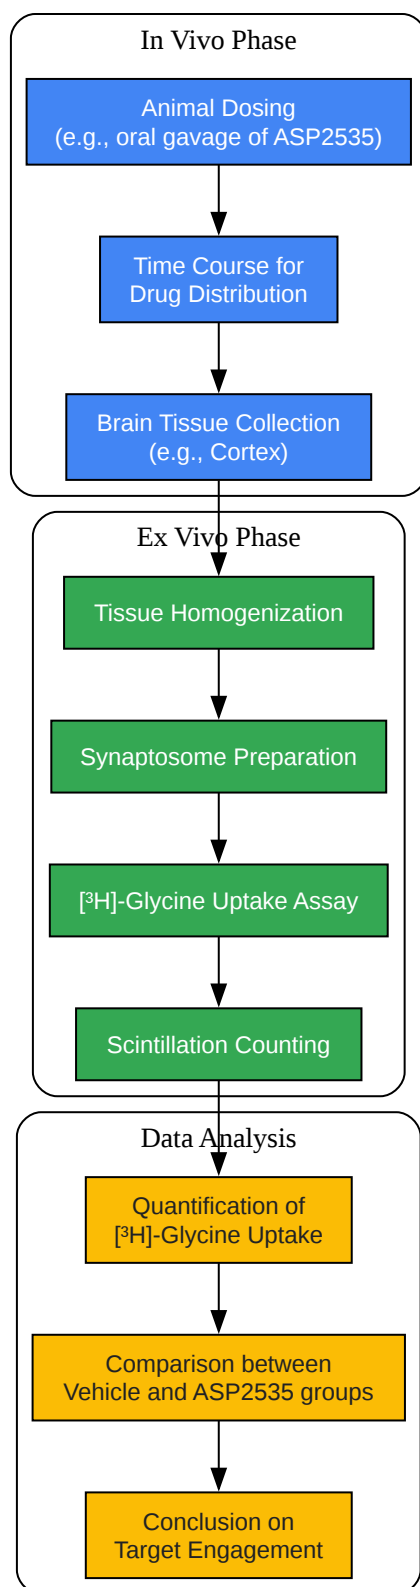 In Vivo Phase
Animal Dosing
(e.g., oral gavage of ASP2535)
Time Course for
Drug Distribution
Brain Tissue Collection
(e.g., Cortex)
Ex Vivo Phase
Tissue Homogenization
Synaptosome Preparation
[³H]-Glycine Uptake Assay
Scintillation Counting
Data Analysis
Quantification of
[³H]-Glycine Uptake
Comparison between
Vehicle and ASP2535 groups
Conclusion on
Target Engagement